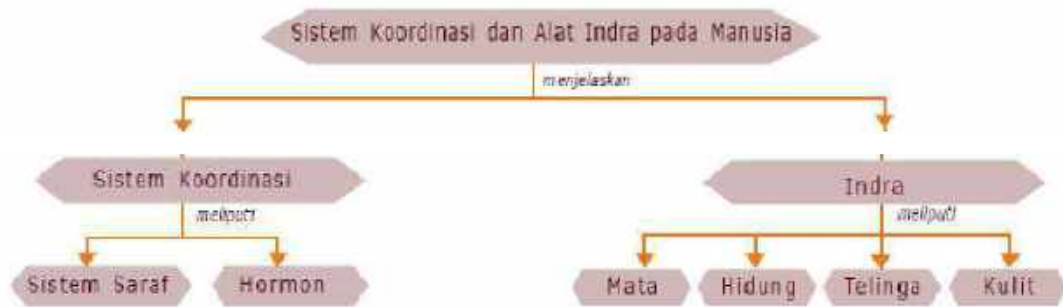 Sistem Koordinasi dan Alat Indra pada Manusia
menjelaskan
Sistem Koordinasi
Indra
meliputi
meliputi
Sistem Saraf
Hormon
Mata
Hidung
Telinga
Kulit